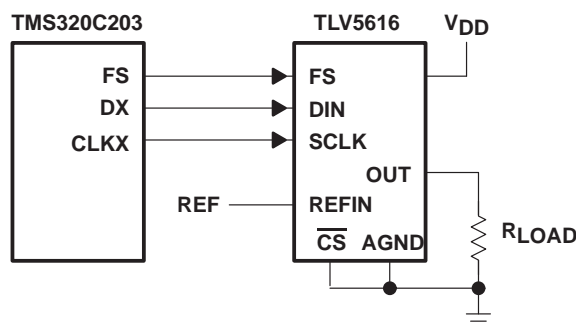 TMS320C203
TLV5616
VDD
FS
FS
DX
DIN
CLKX
SCLK
OUT
REF
REFIN
RLOAD
CS
AGND